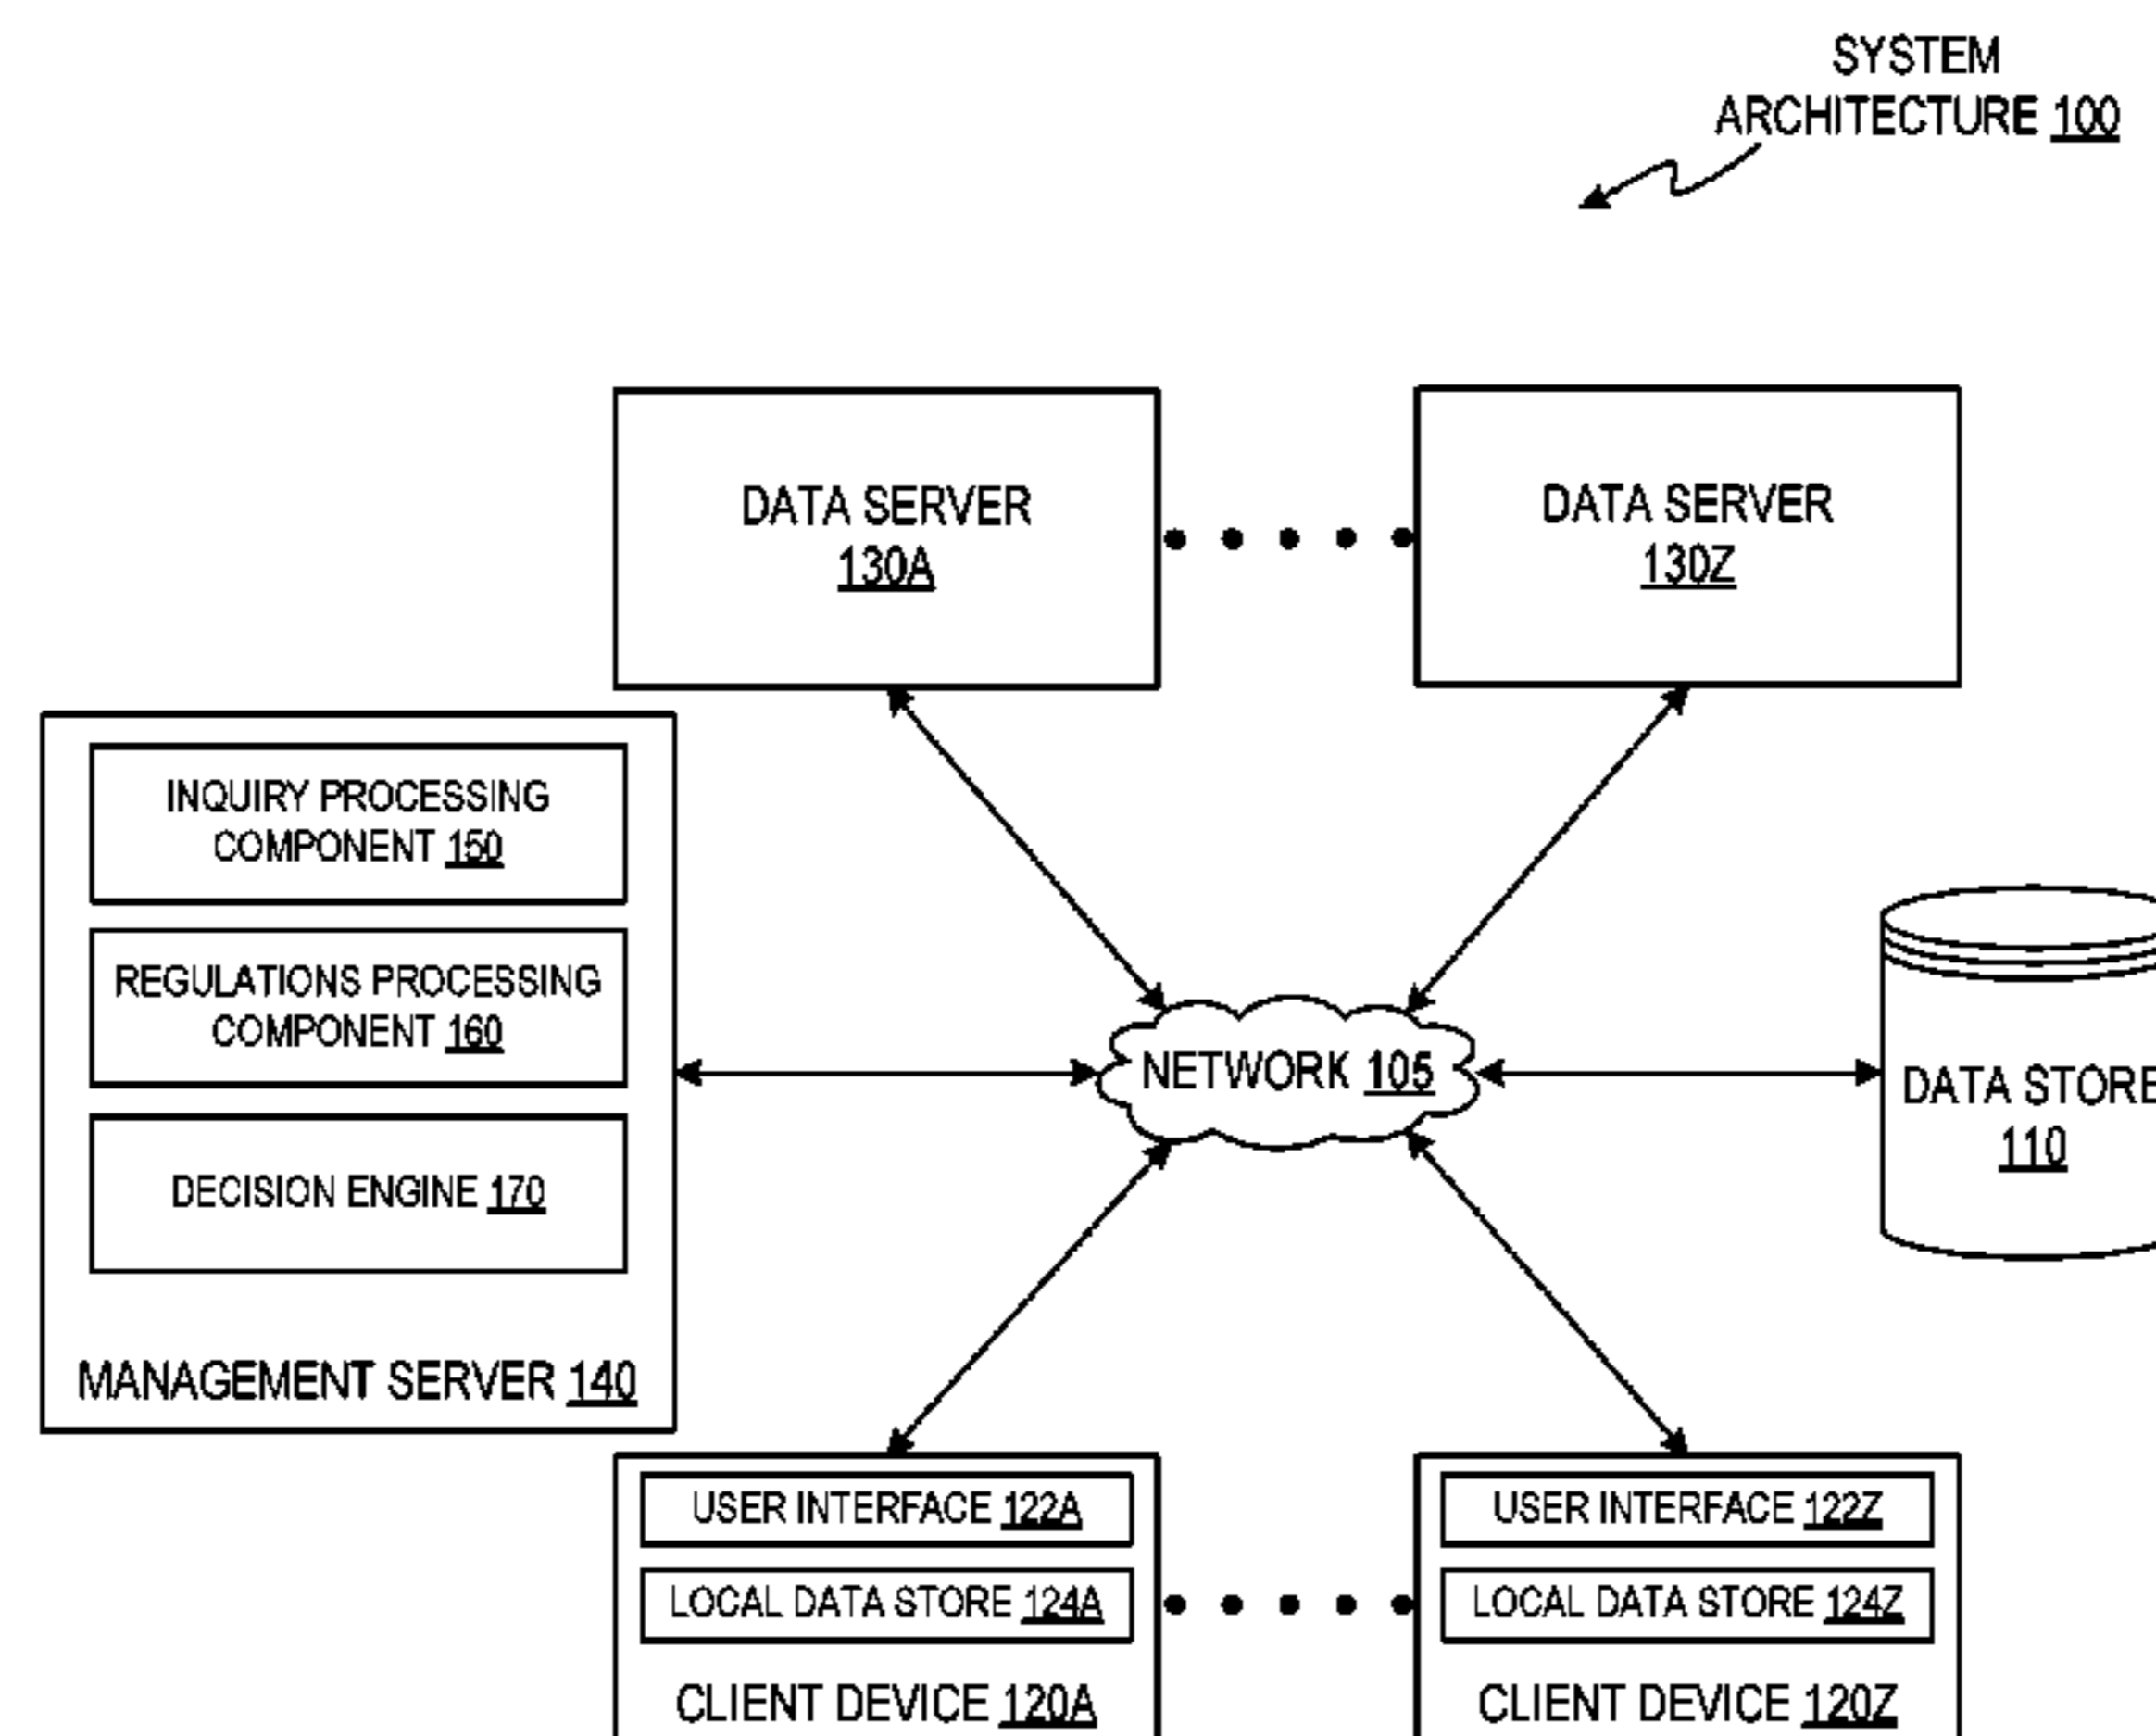 SYSTEM
ARCHITECTURE 100
DATA SERVER
130A
DATA SERVER
130Z
INQUIRY PROCESSING
COMPONENT 150
REGULATIONS PROCESSING
COMPONENT 160
DECISION ENGINE 170
MANAGEMENT SERVER 140
NETWORK 105
DATA STORE
110
USER INTERFACE 122A
LOCAL DATA STORE 124A
CLIENT DEVICE 120A
USER INTERFACE 122Z
LOCAL DATA STORE 124Z
CLIENT DEVICE 120Z